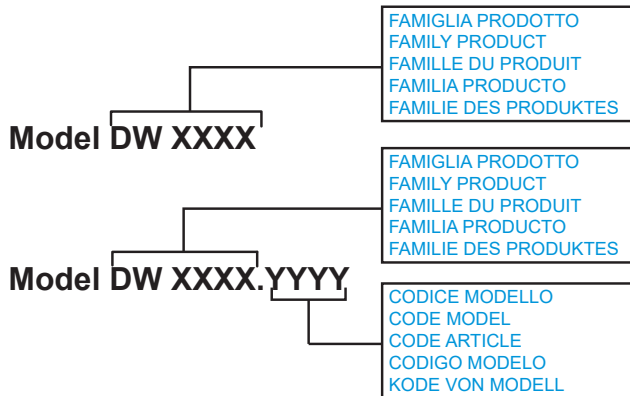 FAMIGLIA PRODOTTO
FAMILY PRODUCT
FAMILLE DU PRODUIT
FAMILIA PRODUCTO
FAMILIE DES PRODUKTES
Model DW XXXX
FAMIGLIA PRODOTTO
FAMILY PRODUCT
FAMILLE DU PRODUIT
FAMILIA PRODUCTO
FAMILIE DES PRODUKTES
Model DW XXXX.YYYY
CODICE MODELLO
CODE MODEL
CODE ARTICLE
CODIGO MODELO
KODE VON MODELL